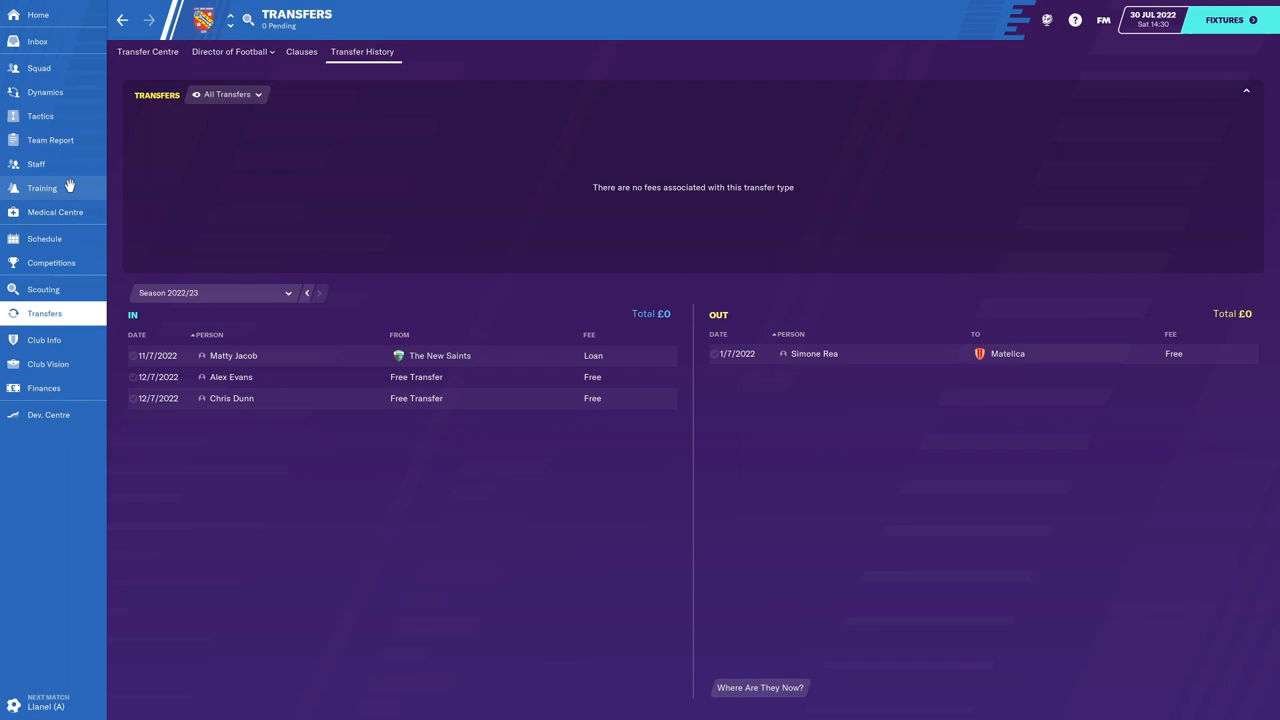 Home
Inbox
Squad
Dynamics
Tactics
Team Report
Staff
Training
Medical Centre
Schedule
Competitions
Scouting
Transfers
Club Info
Club Vision
Finances
Dev. Centre
NEXT MATCH
Llanel (A)
TRANSFERS
0 Pending
? FM 30 JUL 2022 FIXTURES
Sat 14:30
Transfer Centre Director of Football Clauses Transfer History
TRANSFERS All Transfers
There are no fees associated with this transfer type
Season 2022/23
IN Total £0
DATE PERSON FROM FEE
11/7/2022 Matty Jacob The New Saints Loan
12/7/2022 Alex Evans Free Transfer Free
12/7/2022 Chris Dunn Free Transfer Free
OUT Total £0
DATE PERSON TO FEE
1/7/2022 Simone Rea Matelica Free
Where Are They Now?